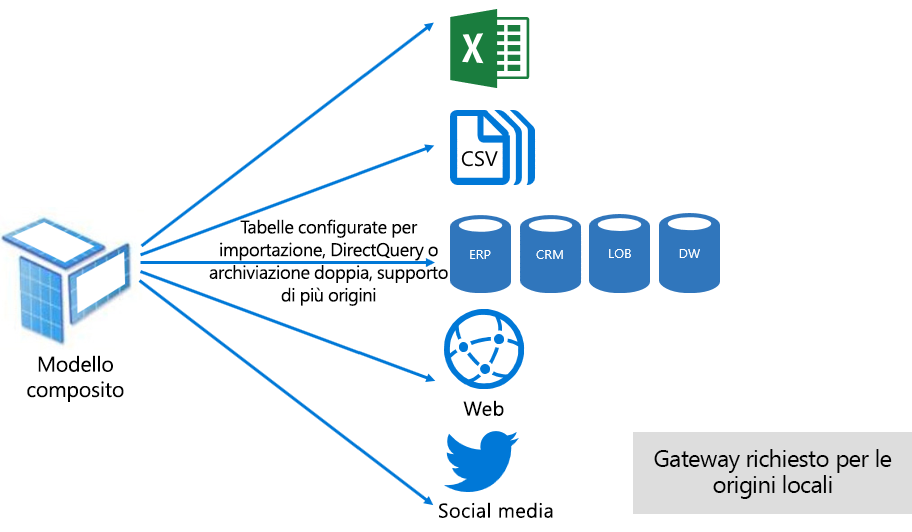 X
CSV
Tabelle configurate per
importazione, DirectQuery o
archiviazione doppia, supporto
di più origini
ERP
CRM
LOB
DW
Modello
composito
Web
Social media
Gateway richiesto per le
origini locali